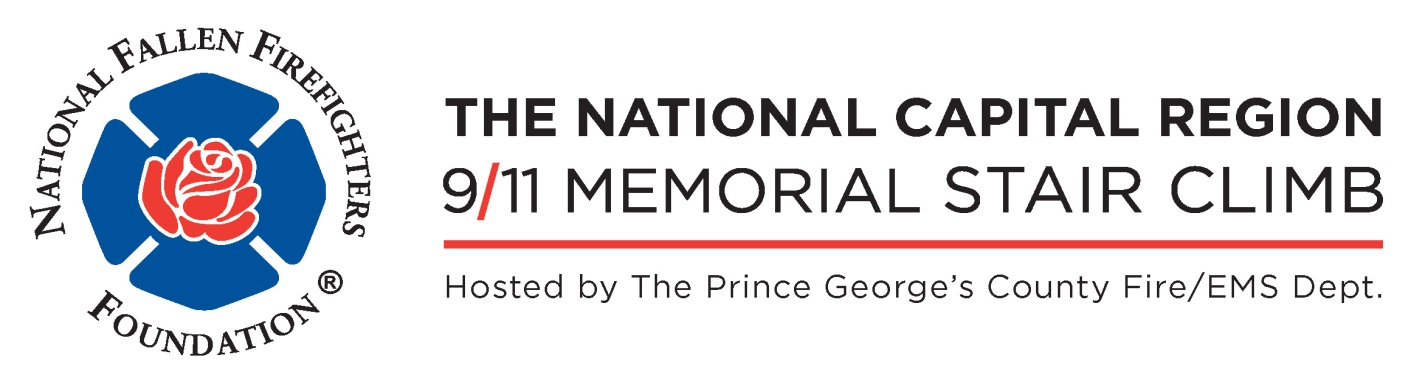 NATIONAL FALLEN FIREFIGHTERS
FOUNDATION ®
THE NATIONAL CAPITAL REGION
9/11 MEMORIAL STAIR CLIMB
Hosted by The Prince George's County Fire/EMS Dept.